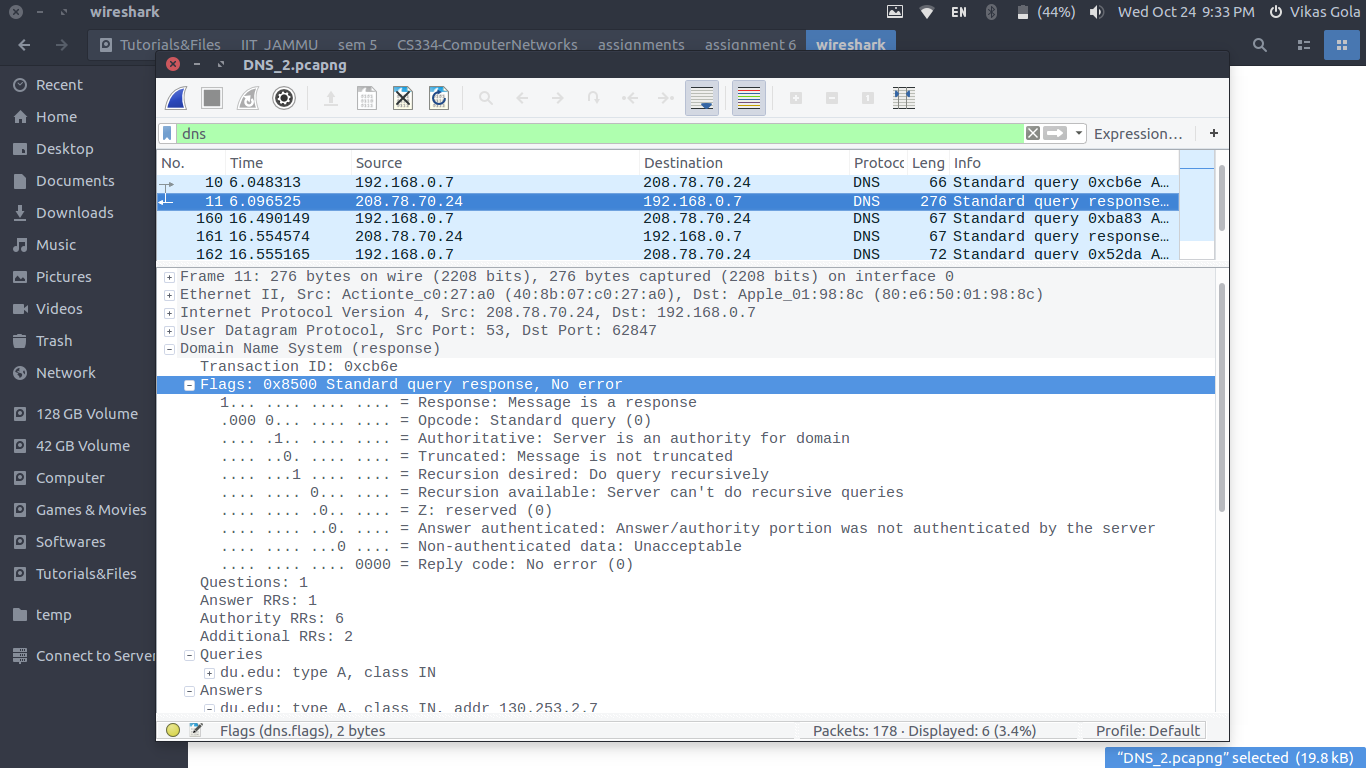 wireshark
EN (44%) Wed Oct 24 9:33 PM Vikas Gola
Tutorials&Files IIT_JAMMU sem 5 CS334-ComputerNetworks assignments assignment 6 wireshark
Recent
Home
Desktop
Documents
Downloads
Music
Pictures
Videos
Trash
Network
128 GB Volume
42 GB Volume
Computer
Games & Movies
Softwares
Tutorials&Files
temp
Connect to Server
DNS_2.pcapng
dns Expression… +
No. Time Source Destination Protocc Leng Info
10 6.048313 192.168.0.7 208.78.70.24 DNS 66 Standard query 0xcb6e A…
11 6.096525 208.78.70.24 192.168.0.7 DNS 276 Standard query response…
160 16.490149 192.168.0.7 208.78.70.24 DNS 67 Standard query 0xba83 A…
161 16.554574 208.78.70.24 192.168.0.7 DNS 67 Standard query response…
162 16.555165 192.168.0.7 208.78.70.24 DNS 72 Standard query 0x52da A…
Frame 11: 276 bytes on wire (2208 bits), 276 bytes captured (2208 bits) on interface 0
Ethernet II, Src: Actionte_c0:27:a0 (40:8b:07:c0:27:a0), Dst: Apple_01:98:8c (80:e6:50:01:98:8c)
Internet Protocol Version 4, Src: 208.78.70.24, Dst: 192.168.0.7
User Datagram Protocol, Src Port: 53, Dst Port: 62847
Domain Name System (response)
Transaction ID: 0xcb6e
Flags: 0x8500 Standard query response, No error
1... .... .... .... = Response: Message is a response
.000 0... .... .... = Opcode: Standard query (0)
.... .1.. .... .... = Authoritative: Server is an authority for domain
.... ..0. .... .... = Truncated: Message is not truncated
.... ...1 .... .... = Recursion desired: Do query recursively
.... .... 0... .... = Recursion available: Server can't do recursive queries
.... .... .0.. .... = Z: reserved (0)
.... .... ..0. .... = Answer authenticated: Answer/authority portion was not authenticated by the server
.... .... ...0 .... = Non-authenticated data: Unacceptable
.... .... .... 0000 = Reply code: No error (0)
Questions: 1
Answer RRs: 1
Authority RRs: 6
Additional RRs: 2
Queries
du.edu: type A, class IN
Answers
du.edu: type A, class IN, addr 130.253.2.7
Flags (dns.flags), 2 bytes Packets: 178 · Displayed: 6 (3.4%) Profile: Default
“DNS_2.pcapng” selected (19.8 kB)